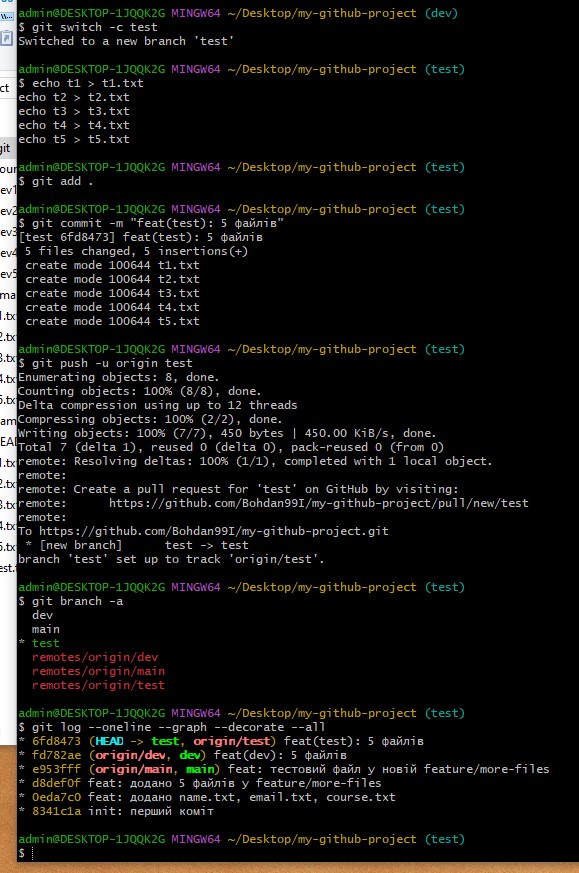 admin@DESKTOP-1JQQK2G MINGW64 ~/Desktop/my-github-project (dev)
$ git switch -c test
Switched to a new branch 'test'
admin@DESKTOP-1JQQK2G MINGW64 ~/Desktop/my-github-project (test)
$ echo t1 > t1.txt
echo t2 > t2.txt
echo t3 > t3.txt
echo t4 > t4.txt
echo t5 > t5.txt
admin@DESKTOP-1JQQK2G MINGW64 ~/Desktop/my-github-project (test)
$ git add .
admin@DESKTOP-1JQQK2G MINGW64 ~/Desktop/my-github-project (test)
$ git commit -m "feat(test): 5 файлів"
[test 6fd8473] feat(test): 5 файлів
5 files changed, 5 insertions(+)
create mode 100644 t1.txt
create mode 100644 t2.txt
create mode 100644 t3.txt
create mode 100644 t4.txt
create mode 100644 t5.txt
admin@DESKTOP-1JQQK2G MINGW64 ~/Desktop/my-github-project (test)
$ git push -u origin test
Enumerating objects: 8, done.
Counting objects: 100% (8/8), done.
Delta compression using up to 12 threads
Compressing objects: 100% (2/2), done.
Writing objects: 100% (7/7), 450 bytes | 450.00 KiB/s, done.
Total 7 (delta 1), reused 0 (delta 0), pack-reused 0 (from 0)
remote: Resolving deltas: 100% (1/1), completed with 1 local object.
remote:
remote: Create a pull request for 'test' on GitHub by visiting:
remote:      https://github.com/Bohdan99I/my-github-project/pull/new/test
remote:
To https://github.com/Bohdan99I/my-github-project.git
* [new branch]      test -> test
branch 'test' set up to track 'origin/test'.
admin@DESKTOP-1JQQK2G MINGW64 ~/Desktop/my-github-project (test)
$ git branch -a
dev
main
* test
remotes/origin/dev
remotes/origin/main
remotes/origin/test
admin@DESKTOP-1JQQK2G MINGW64 ~/Desktop/my-github-project (test)
$ git log --oneline --graph --decorate --all
* 6fd8473 (HEAD -> test, origin/test) feat(test): 5 файлів
* fd782ae (origin/dev, dev) feat(dev): 5 файлів
* e953fff (origin/main, main) feat: тестовий файл у новій feature/more-files
* d8def0f feat: додано 5 файлів у feature/more-files
* 0eda7c0 feat: додано name.txt, email.txt, course.txt
* 8341c1a init: перший коміт
admin@DESKTOP-1JQQK2G MINGW64 ~/Desktop/my-github-project (test)
$